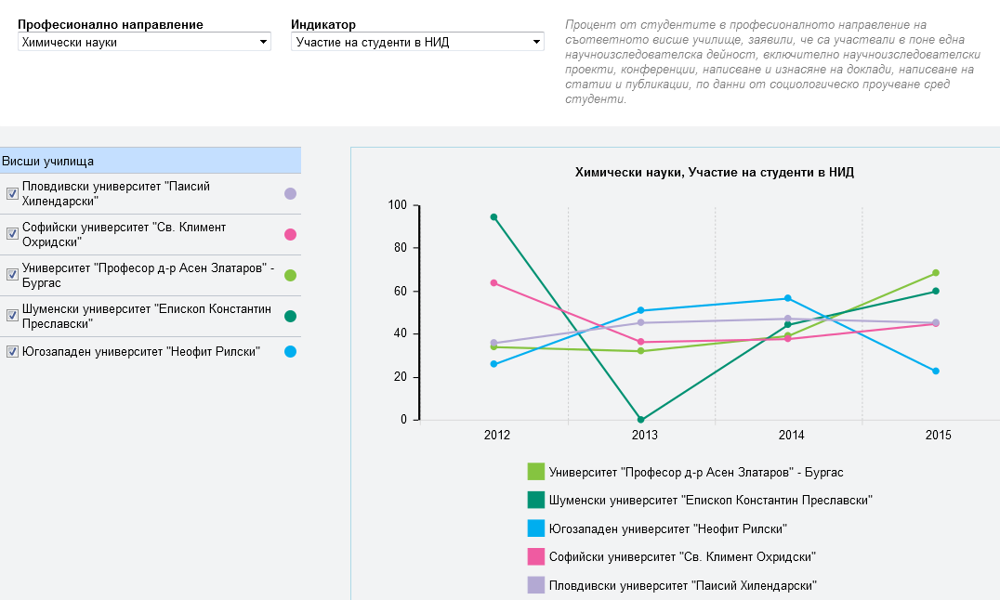 Професионално направление
Химически науки
Индикатор
Участие на студенти в НИД
Процент от студентите в професионалното направление на
съответното висше училище, заявили, че са участвали в поне една
научноизследователска дейност, включително научноизследователски
проекти, конференции, написване и изнасяне на доклади, написване на
статии и публикации, по данни от социологическо проучване сред
студенти.
Висши училища
Пловдивски университет "Паисий
Хилендарски"
Софийски университет "Св. Климент
Охридски"
Университет "Професор д-р Асен Златаров" -
Бургас
Шуменски университет "Епископ Константин
Преславски"
Югозападен университет "Неофит Рилски"
Химически науки, Участие на студенти в НИД
100
80
60
40
20
0
2012 2013 2014 2015
Университет "Професор д-р Асен Златаров" - Бургас
Шуменски университет "Епископ Константин Преславски"
Югозападен университет "Неофит Рилски"
Софийски университет "Св. Климент Охридски"
Пловдивски университет "Паисий Хилендарски"